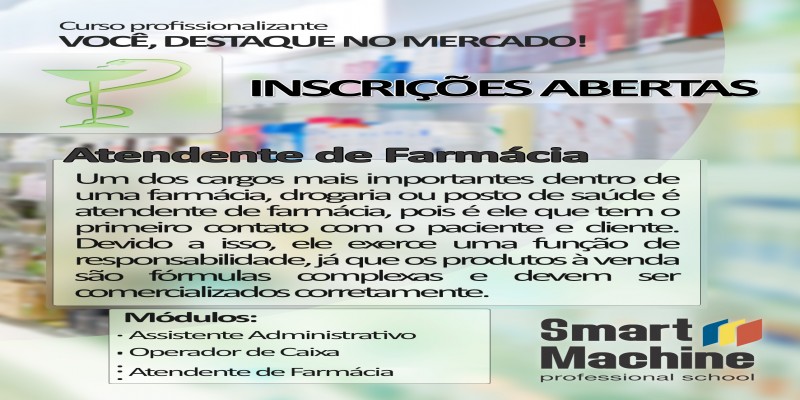 Curso profissionalizante
VOCÊ, DESTAQUE NO MERCADO!
INSCRIÇÕES ABERTAS
Atendente de Farmácia
Um dos cargos mais importantes dentro de
uma farmácia, drogaria ou posto de saúde é
atendente de farmácia, pois é ele que tem o
primeiro contato com o paciente e cliente.
Devido a isso, ele exerce uma função de
responsabilidade, já que os produtos à venda
são fórmulas complexas e devem ser
comercializados corretamente.
Módulos:
· Assistente Administrativo
· Operador de Caixa
· Atendente de Farmácia
Smart
Machine
professional school